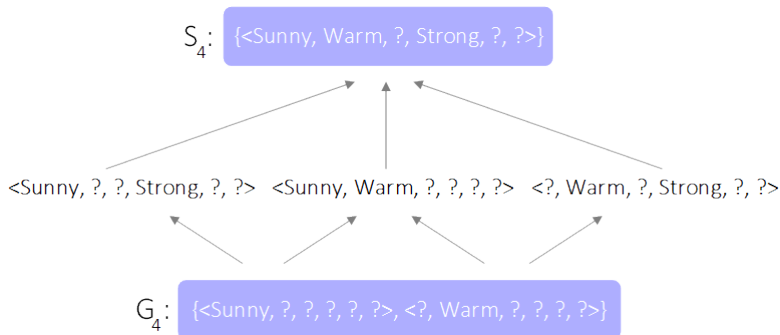 S4: {<Sunny, Warm, ?, Strong, ?, ?>}
<Sunny, ?, ?, Strong, ?, ?> <Sunny, Warm, ?, ?, ?, ?> <?, Warm, ?, Strong, ?, ?>
G4: {<Sunny, ?, ?, ?, ?, ?>, <?, Warm, ?, ?, ?, ?>}